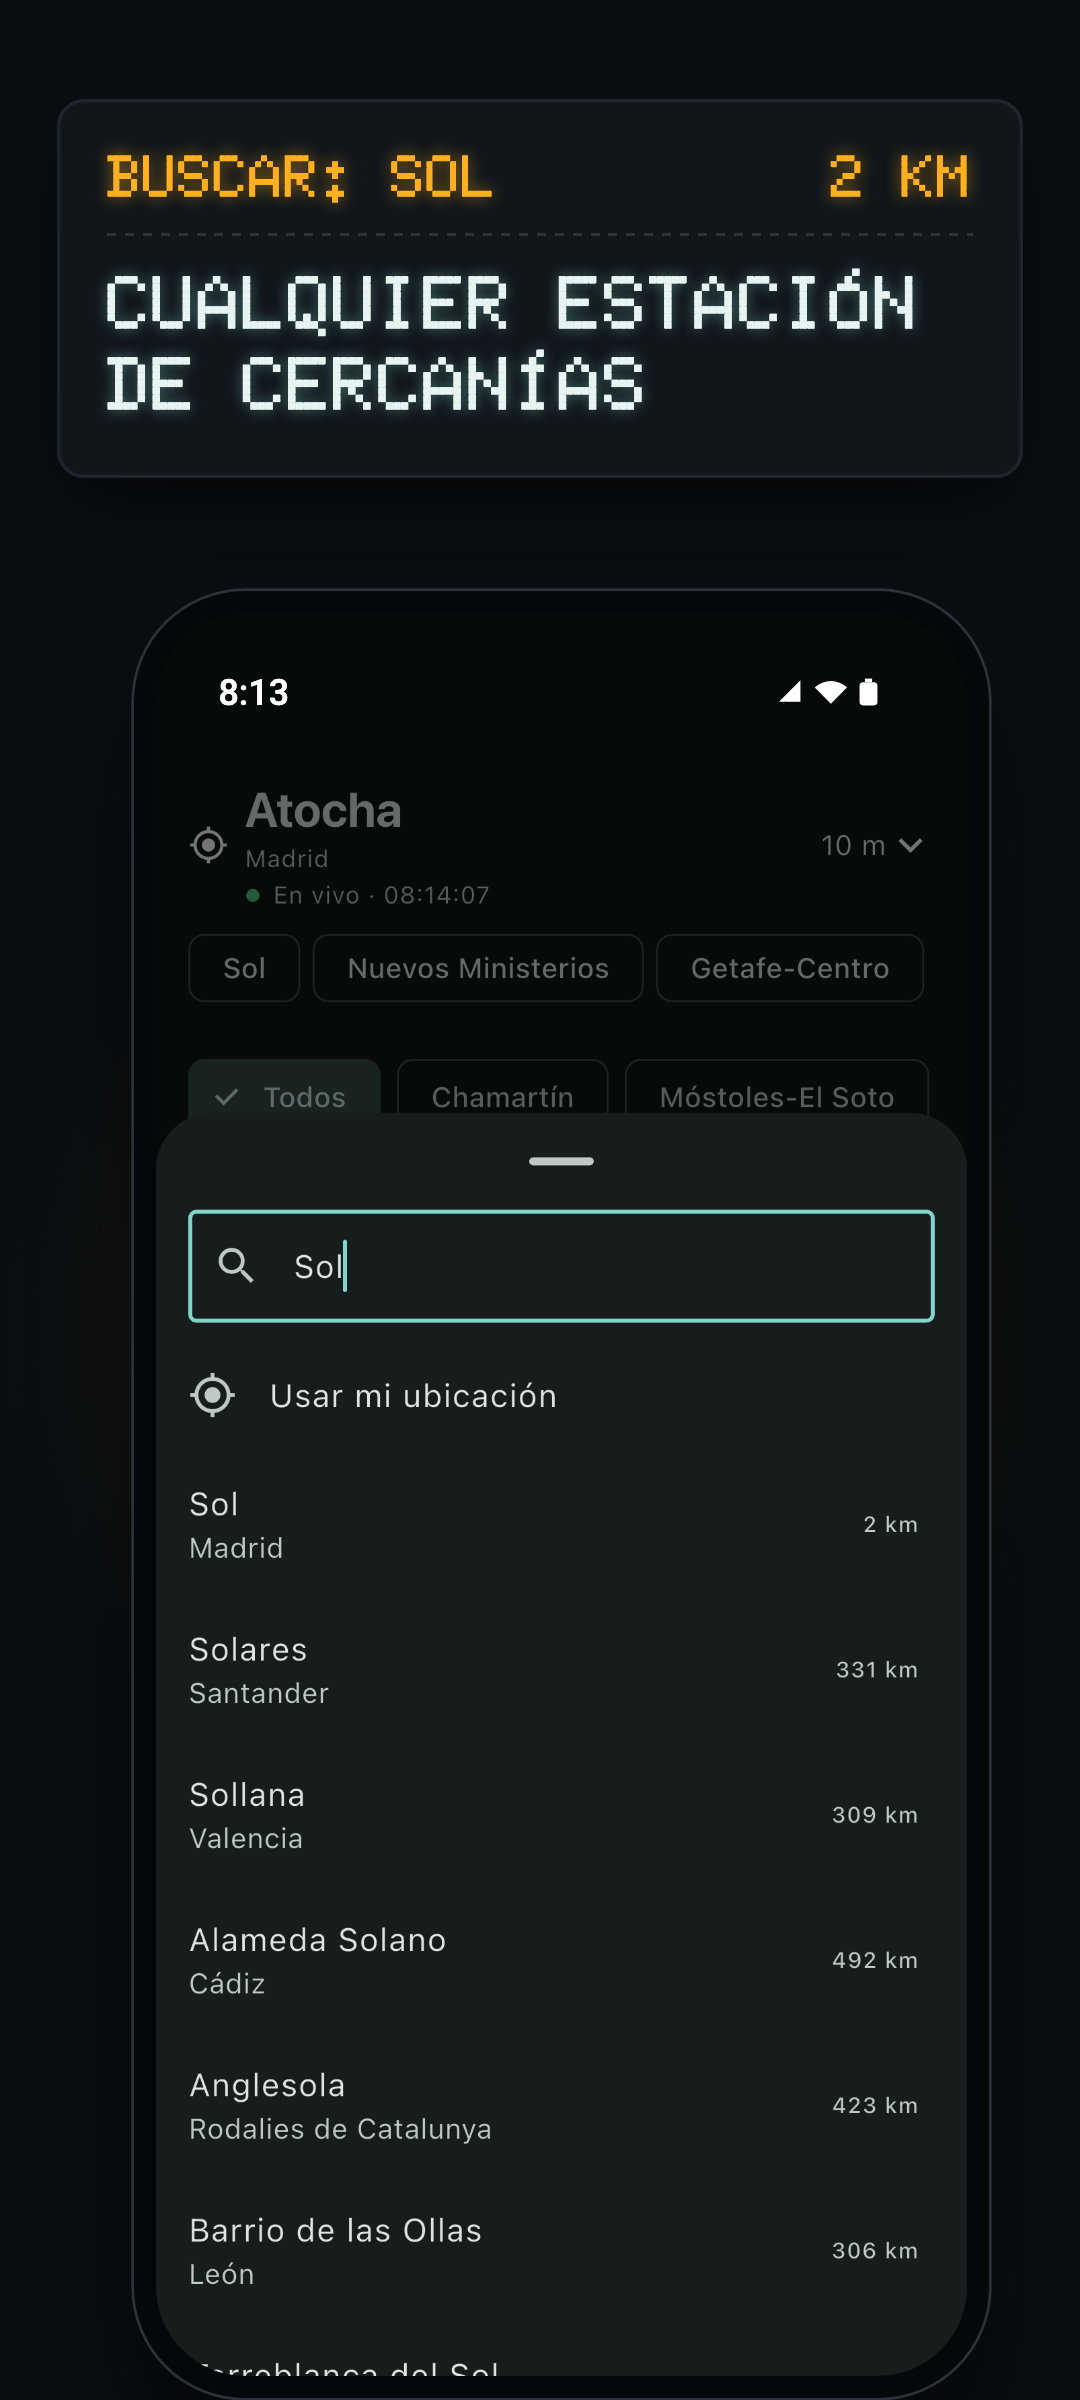 BUSCAR: SOL 2 KM
CUALQUIER ESTACIÓN
DE CERCANÍAS
8:13
Atocha
Madrid
10 m
En vivo · 08:14:07
Sol Nuevos Ministerios Getafe-Centro
Todos Chamartín Móstoles-El Soto
Sol
Usar mi ubicación
Sol
Madrid
2 km
Solares
Santander
331 km
Sollana
Valencia
309 km
Alameda Solano
Cádiz
492 km
Anglesola
Rodalies de Catalunya
423 km
Barrio de las Ollas
León
306 km
Torreblanca del Sol